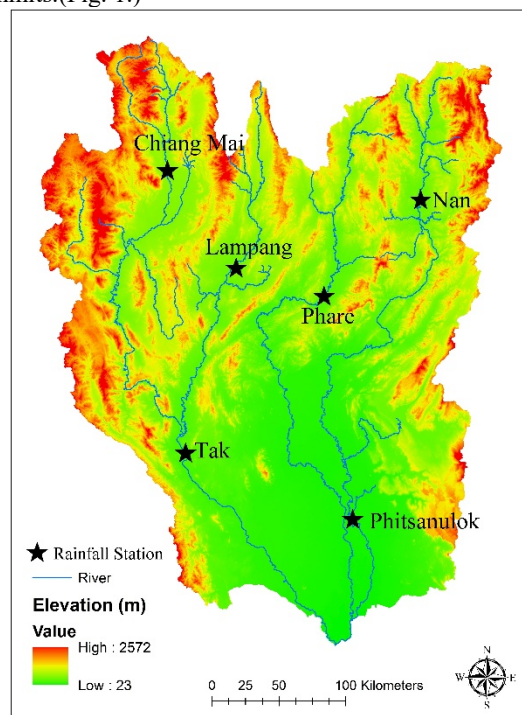 limits.(Fig. 1.)
Chiang Mai
Nan
Lampang
Phare
Tak
Phitsanulok
Rainfall Station
River
Elevation (m)
Value
High : 2572
Low : 23
0 25 50 100 Kilometers
N
W E
S